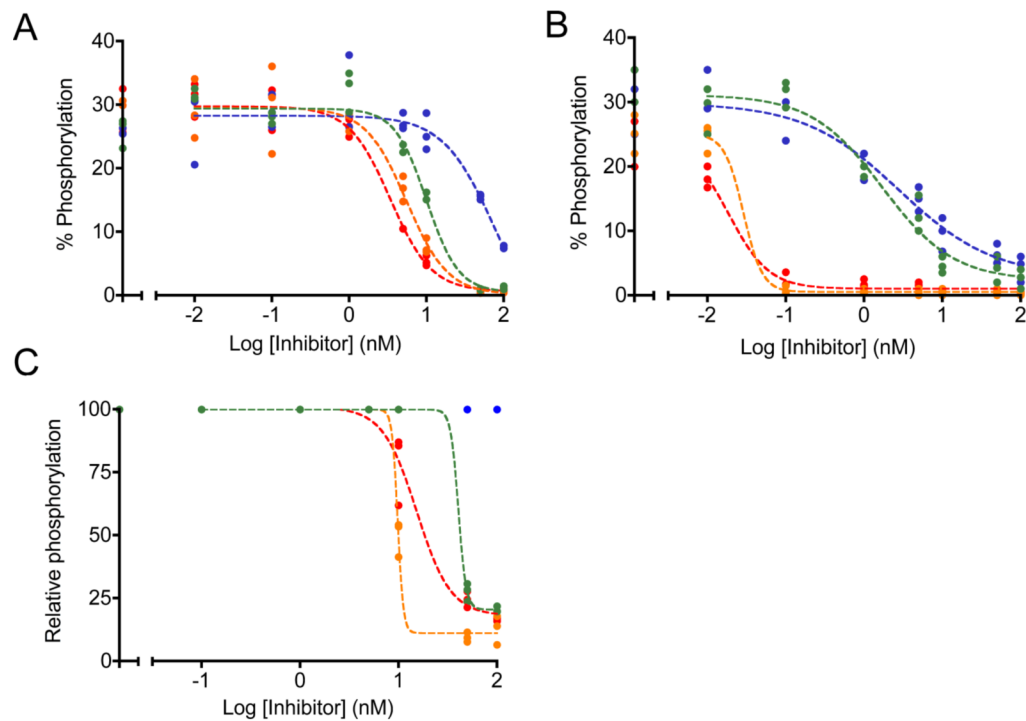 A
% Phosphorylation
40
30
20
10
0
-2 -1 0 1 2
Log [Inhibitor] (nM)
B
% Phosphorylation
40
30
20
10
0
-2 -1 0 1 2
Log [Inhibitor] (nM)
C
Relative phosphorylation
100
75
50
25
0
-1 0 1 2
Log [Inhibitor] (nM)